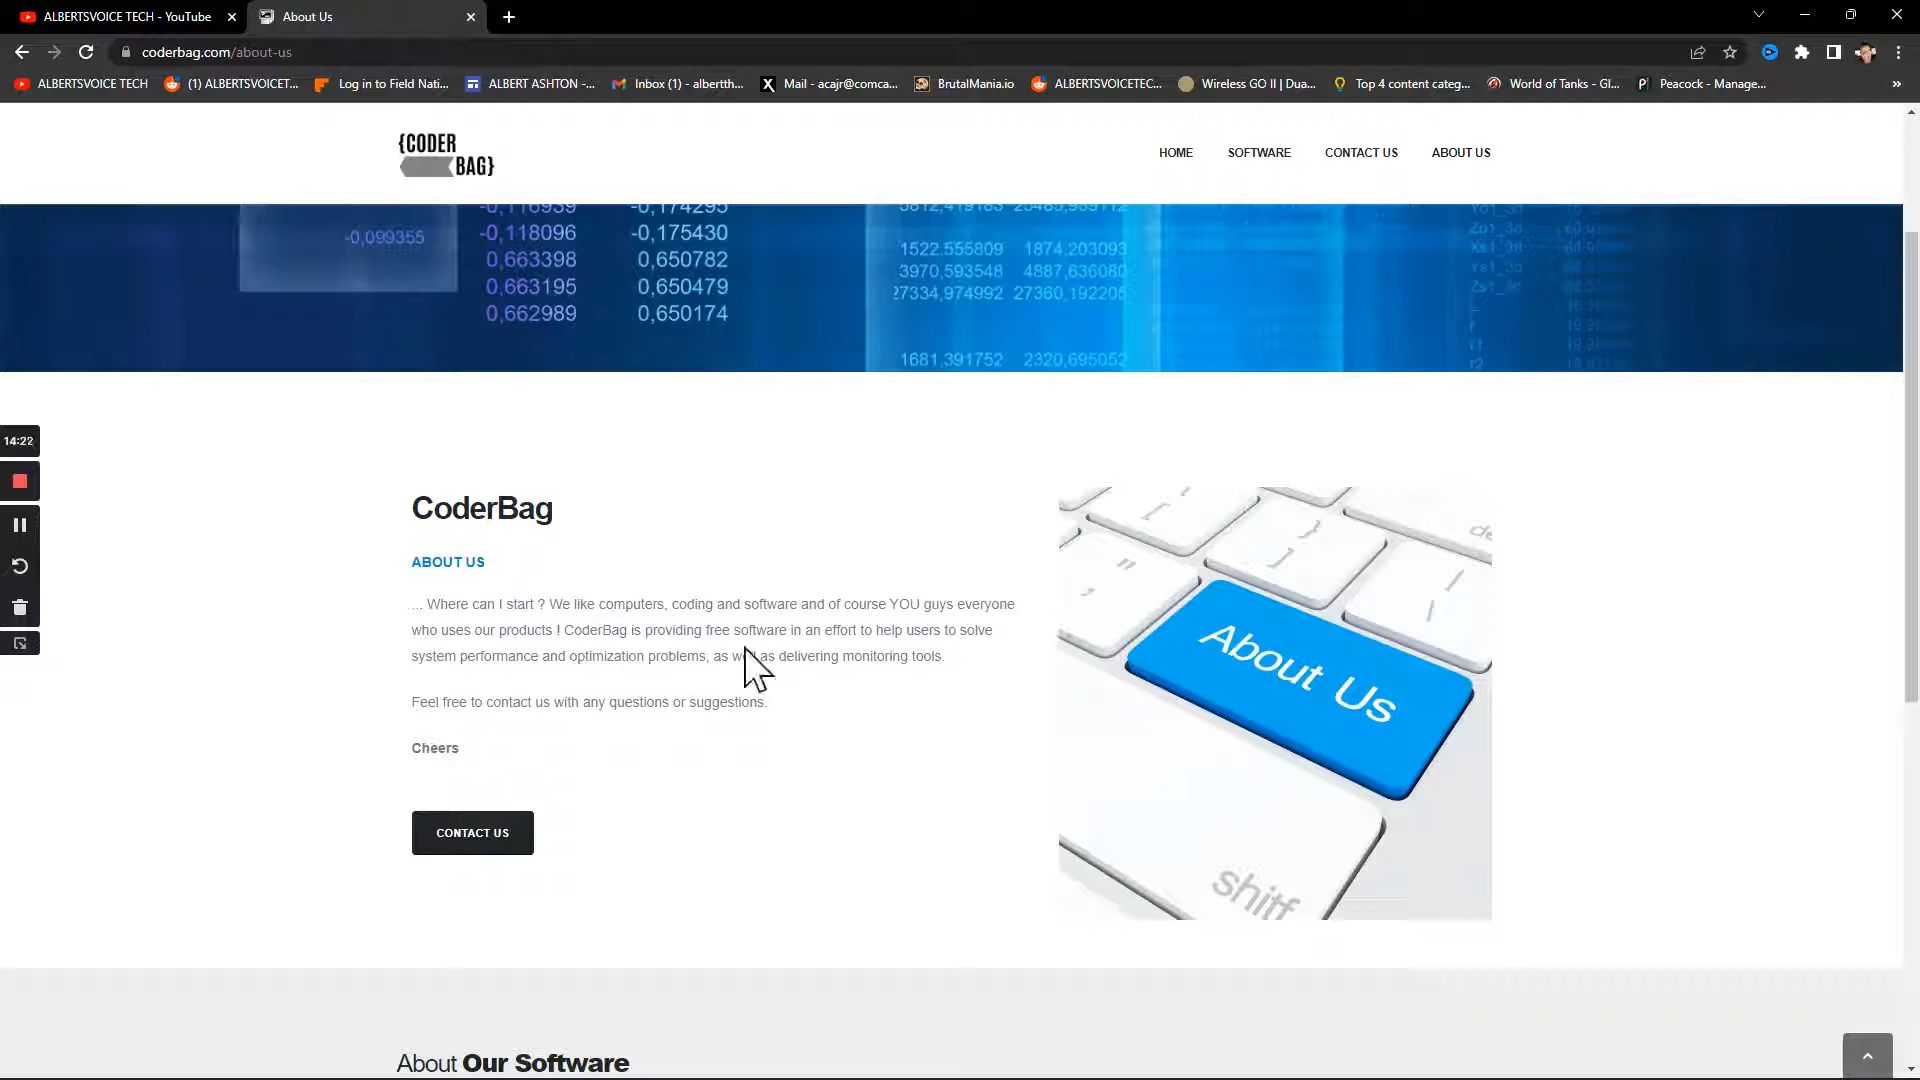 ALBERTSVOICE TECH - YouTube
About Us
coderbag.com/about-us
ALBERTSVOICE TECH
(1) ALBERTSVOICET...
Log in to Field Nati...
ALBERT ASHTON -...
Inbox (1) - albertth...
Mail - acajr@comca...
BrutalMania.io
ALBERTSVOICETEC...
Wireless GO II | Dua...
Top 4 content categ...
World of Tanks - Gl...
Peacock - Manage...
{CODER
BAG}
HOME
SOFTWARE
CONTACT US
ABOUT US
-0,099355
-0,116939 -0,174295
-0,118096 -0,175430
0,663398 0,650782
0,663195 0,650479
0,662989 0,650174
1522,555809 1874,203093
3970,593548 4887,636080
27334,974992 27360,192205
1681,391752 2320,695052
14:22
CoderBag
ABOUT US
... Where can I start ? We like computers, coding and software and of course YOU guys everyone
who uses our products ! CoderBag is providing free software in an effort to help users to solve
system performance and optimization problems, as well as delivering monitoring tools.
Feel free to contact us with any questions or suggestions.
Cheers
CONTACT US
About Us
shitf
About Our Software